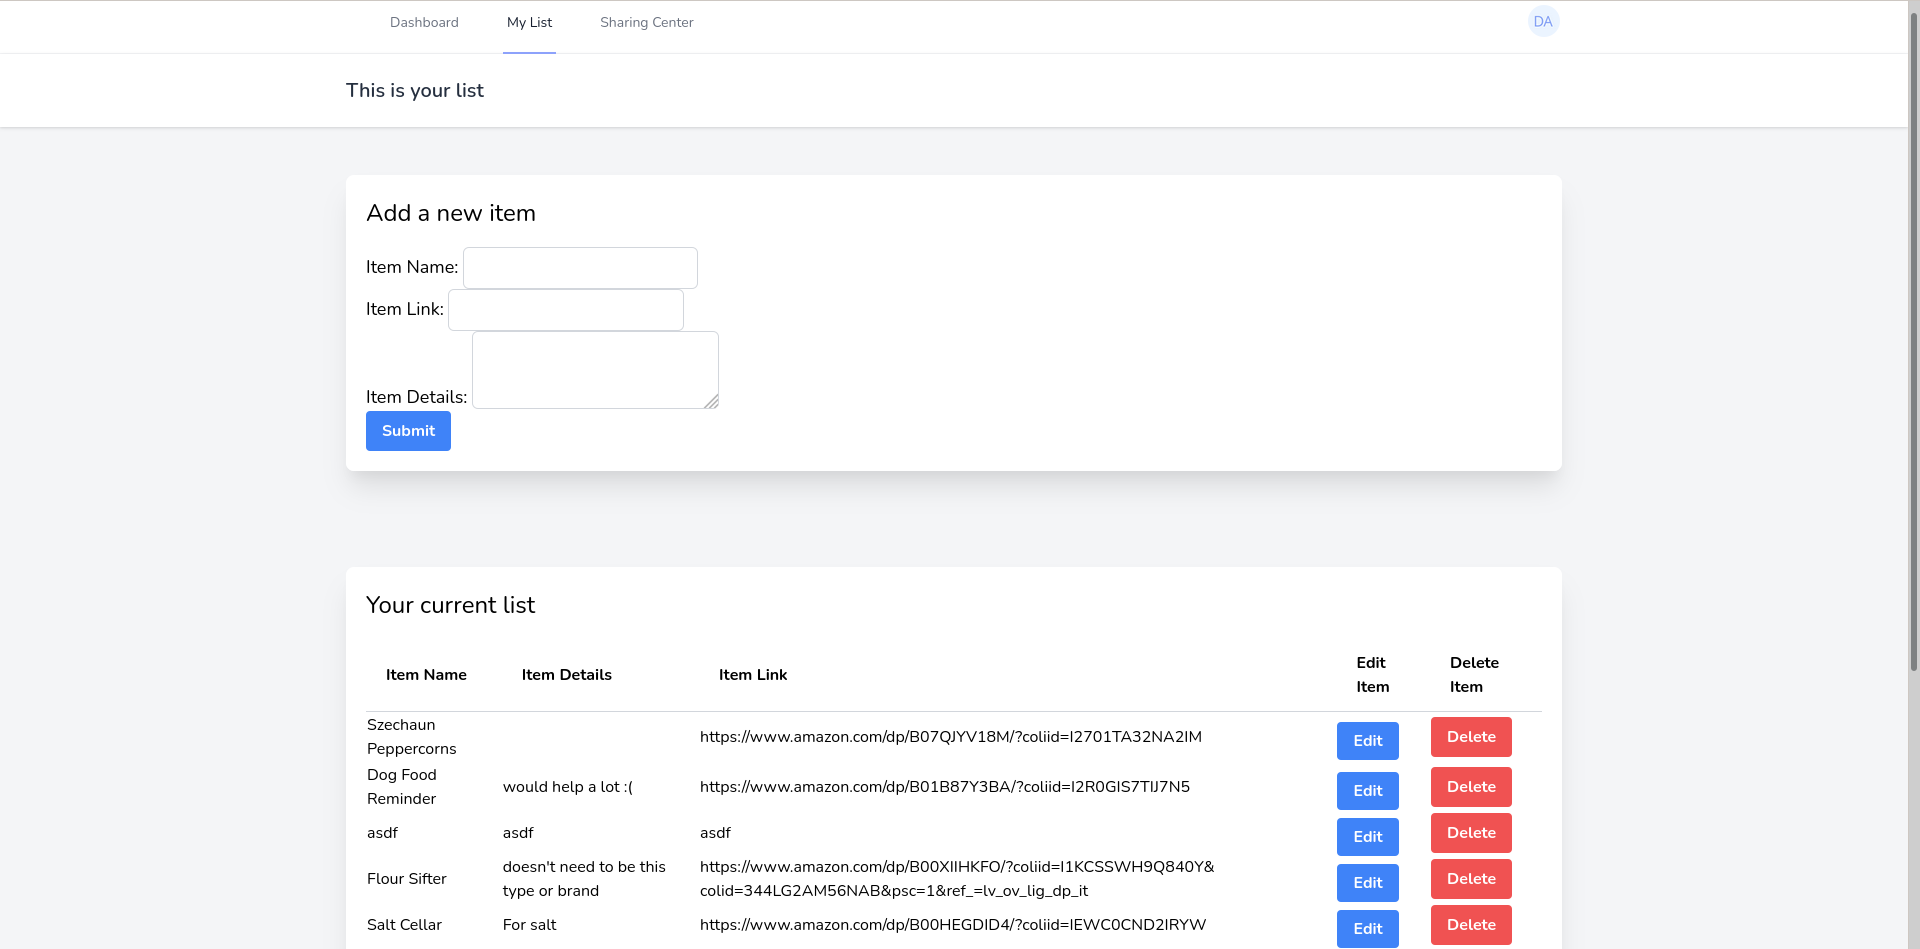 Dashboard
My List
Sharing Center
DA
This is your list
Add a new item
Item Name:
Item Link:
Item Details:
Submit
Your current list
Item Name
Item Details
Item Link
Edit
Item
Delete
Item
Szechaun
Peppercorns
https://www.amazon.com/dp/B07QJYV18M/?coliid=I2701TA32NA2IM
Edit
Delete
Dog Food
Reminder
would help a lot :(
https://www.amazon.com/dp/B01B87Y3BA/?coliid=I2R0GIS7TIJ7N5
Edit
Delete
asdf
asdf
asdf
Edit
Delete
Flour Sifter
doesn't need to be this
type or brand
https://www.amazon.com/dp/B00XIIHKFO/?coliid=I1KCSSWH9Q840Y&
colid=344LG2AM56NAB&psc=1&ref_=lv_ov_lig_dp_it
Edit
Delete
Salt Cellar
For salt
https://www.amazon.com/dp/B00HEGDID4/?coliid=IEWC0CND2IRYW
Edit
Delete